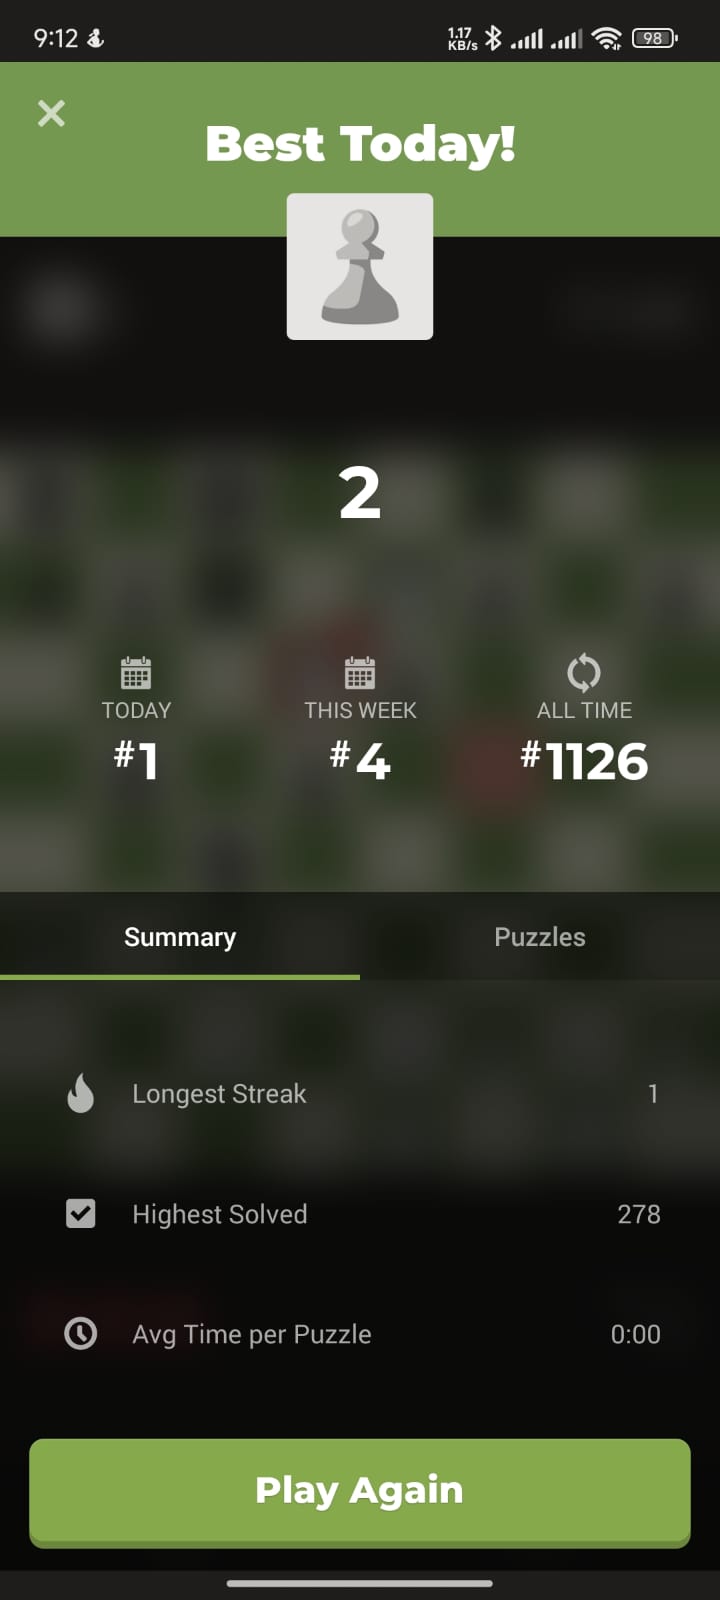 9:12
1.17
KB/s
98
Best Today!
2
TODAY THIS WEEK ALL TIME
#1 #4 #1126
Summary Puzzles
Longest Streak 1
Highest Solved 278
Avg Time per Puzzle 0:00
Play Again